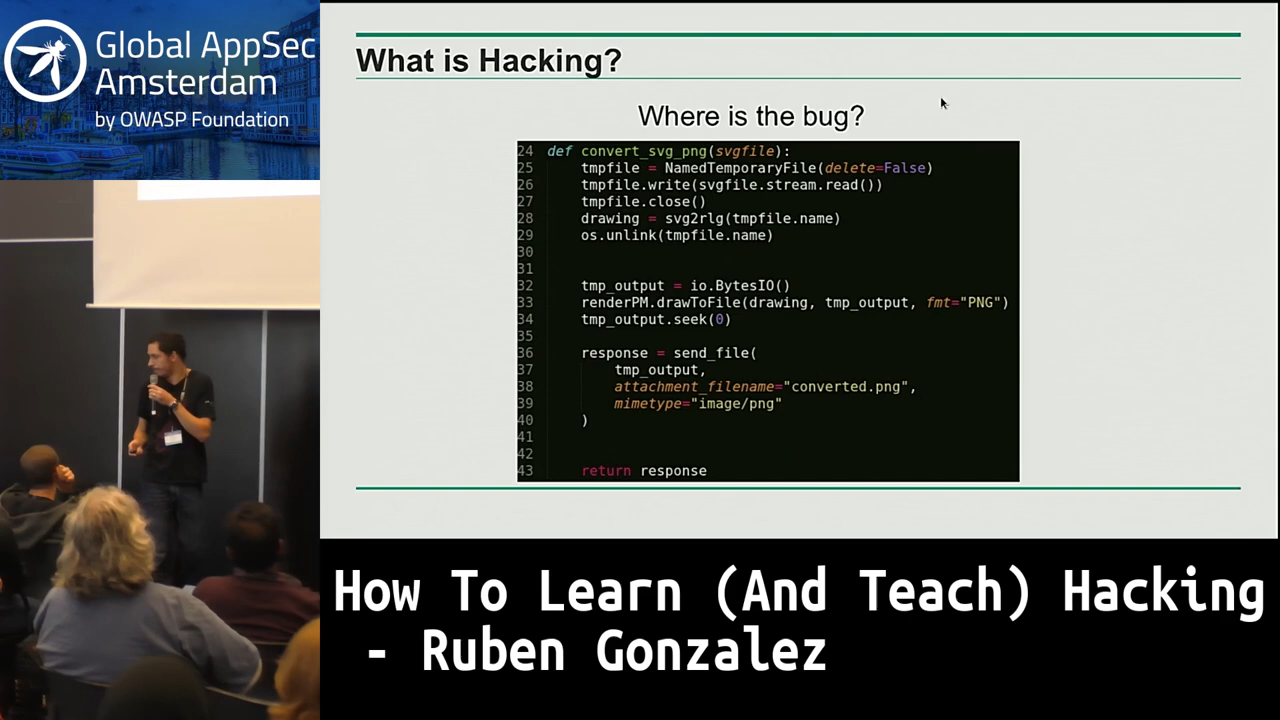 Global AppSec
Amsterdam
by OWASP Foundation
What is Hacking?
Where is the bug?
24 def convert_svg_png(svgfile):
25     tmpfile = NamedTemporaryFile(delete=False)
26     tmpfile.write(svgfile.stream.read())
27     tmpfile.close()
28     drawing = svg2rlg(tmpfile.name)
29     os.unlink(tmpfile.name)
30
31
32     tmp_output = io.BytesIO()
33     renderPM.drawToFile(drawing, tmp_output, fmt="PNG")
34     tmp_output.seek(0)
35
36     response = send_file(
37         tmp_output,
38         attachment_filename="converted.png",
39         mimetype="image/png"
40     )
41
42
43     return response
How To Learn (And Teach) Hacking
- Ruben Gonzalez